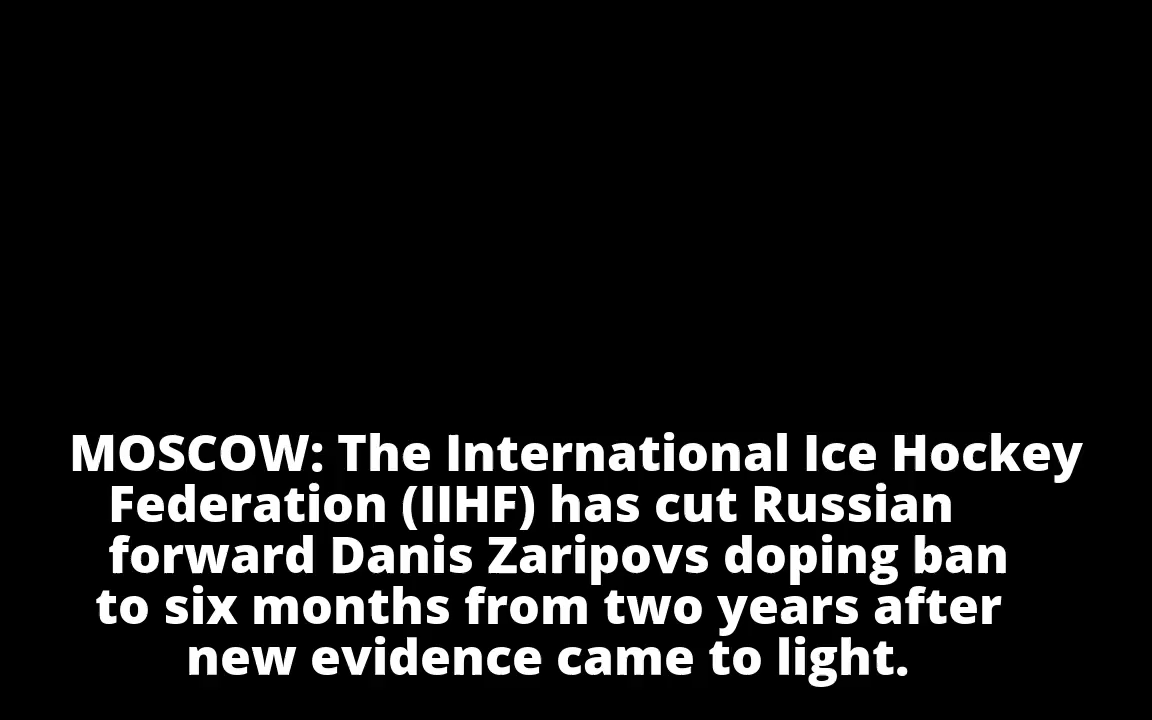 MOSCOW: The International Ice Hockey
Federation (IIHF) has cut Russian
forward Danis Zaripovs doping ban
to six months from two years after
new evidence came to light.